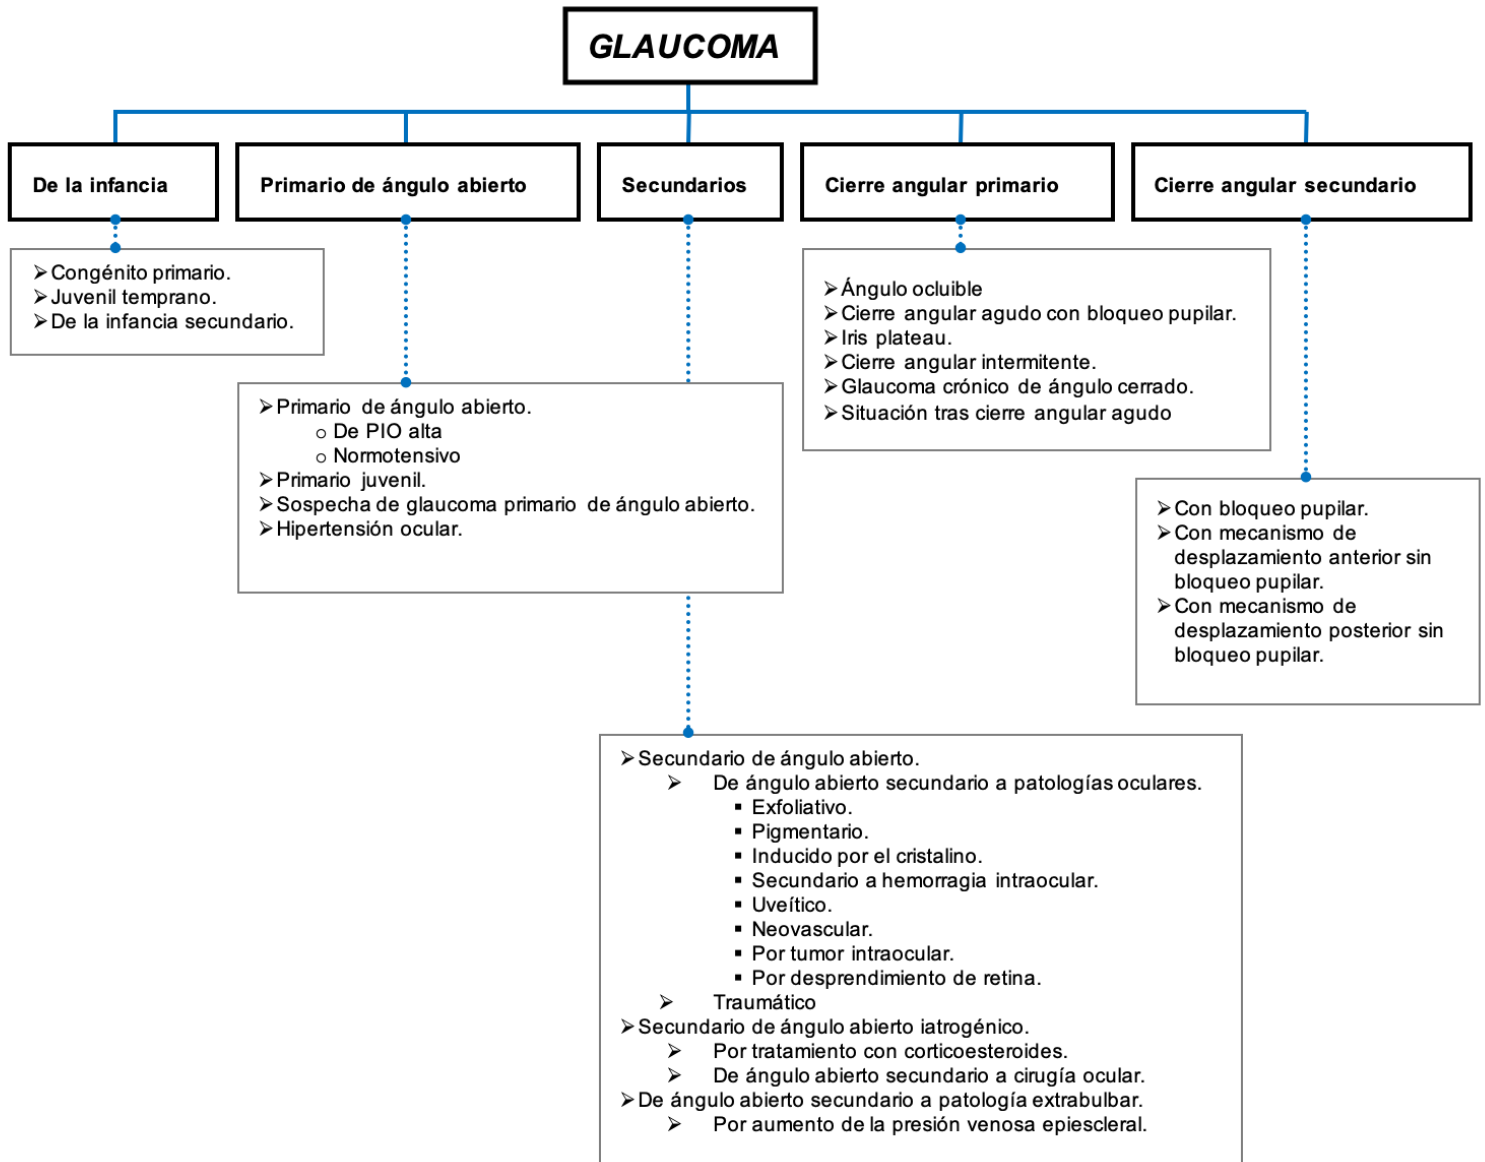 GLAUCOMA
De la infancia
Primario de ángulo abierto
Secundarios
Cierre angular primario
Cierre angular secundario
➢Congénito primario.
➢Juvenil temprano.
➢De la infancia secundario.
➢Primario de ángulo abierto.
o De PIO alta
o Normotensivo
➢Primario juvenil.
➢Sospecha de glaucoma primario de ángulo abierto.
➢Hipertensión ocular.
➢Secundario de ángulo abierto.
➢ De ángulo abierto secundario a patologías oculares.
▪ Exfoliativo.
▪ Pigmentario.
▪ Inducido por el cristalino.
▪ Secundario a hemorragia intraocular.
▪ Uveítico.
▪ Neovascular.
▪ Por tumor intraocular.
▪ Por desprendimiento de retina.
➢ Traumático
➢Secundario de ángulo abierto iatrogénico.
➢ Por tratamiento con corticoesteroides.
➢ De ángulo abierto secundario a cirugía ocular.
➢De ángulo abierto secundario a patología extrabulbar.
➢ Por aumento de la presión venosa epiescleral.
➢Ángulo ocluible
➢Cierre angular agudo con bloqueo pupilar.
➢Iris plateau.
➢Cierre angular intermitente.
➢Glaucoma crónico de ángulo cerrado.
➢Situación tras cierre angular agudo
➢Con bloqueo pupilar.
➢Con mecanismo de
desplazamiento anterior sin
bloqueo pupilar.
➢Con mecanismo de
desplazamiento posterior sin
bloqueo pupilar.